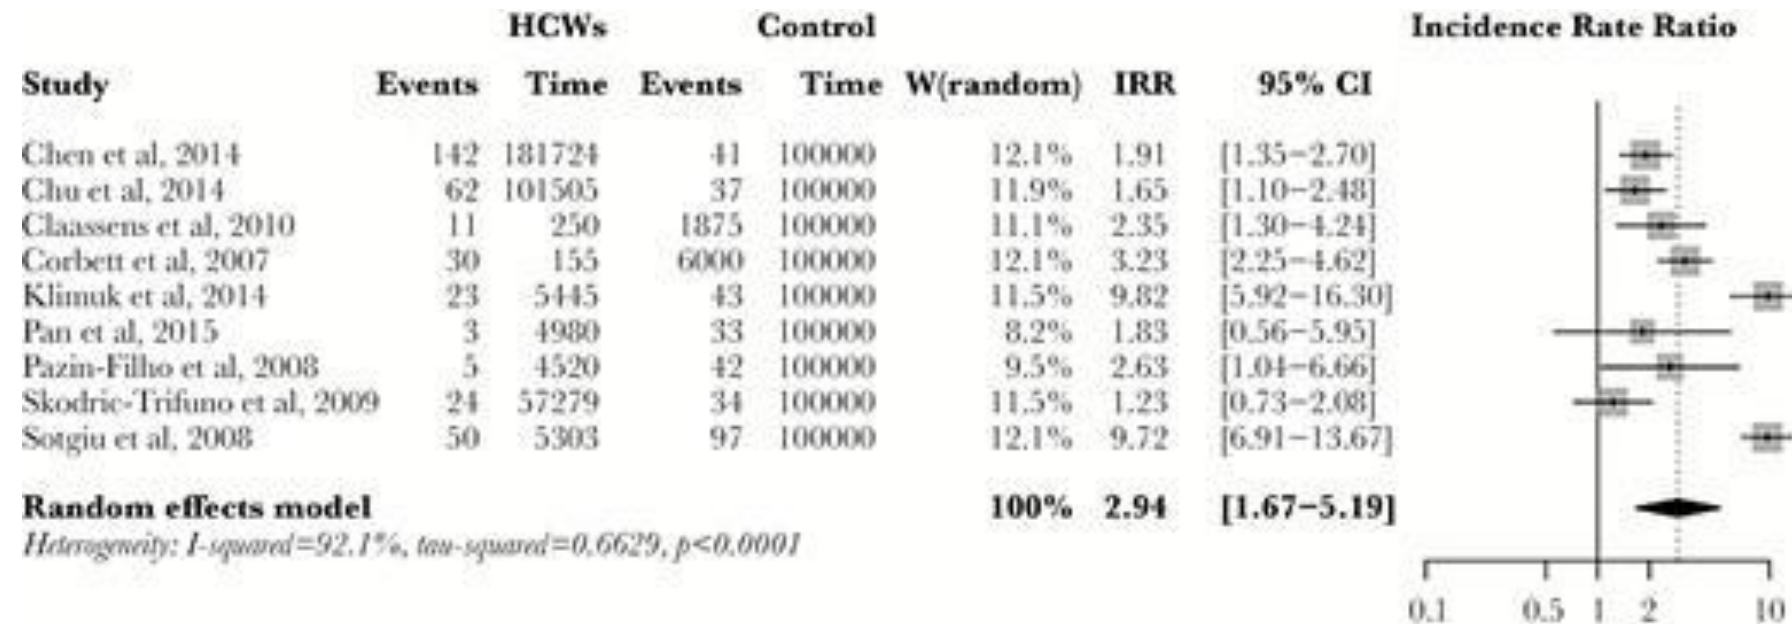 HCWs Control Incidence Rate Ratio
Study Events Time Events Time W(random) IRR 95% CI
Chen et al, 2014 142 181724 41 100000 12.1% 1.91 [1.35−2.70]
Chu et al, 2014 62 101505 37 100000 11.9% 1.65 [1.10−2.48]
Claassens et al, 2010 11 250 1875 100000 11.1% 2.35 [1.30−4.24]
Corbett et al, 2007 30 155 6000 100000 12.1% 3.23 [2.25−4.62]
Klimuk et al, 2014 23 5445 43 100000 11.5% 9.82 [5.92−16.30]
Pan et al, 2015 3 4980 33 100000 8.2% 1.83 [0.56−5.95]
Pazin-Filho et al, 2008 5 4520 42 100000 9.5% 2.63 [1.04−6.66]
Skodric-Trifuno et al, 2009 24 57279 34 100000 11.5% 1.23 [0.73−2.08]
Sotgiu et al, 2008 50 5303 97 100000 12.1% 9.72 [6.91−13.67]
Random effects model 100% 2.94 [1.67−5.19]
Heterogeneity: I-squared=92.1%, tau-squared=0.6629, p<0.0001
0.1 0.5 1 2 10